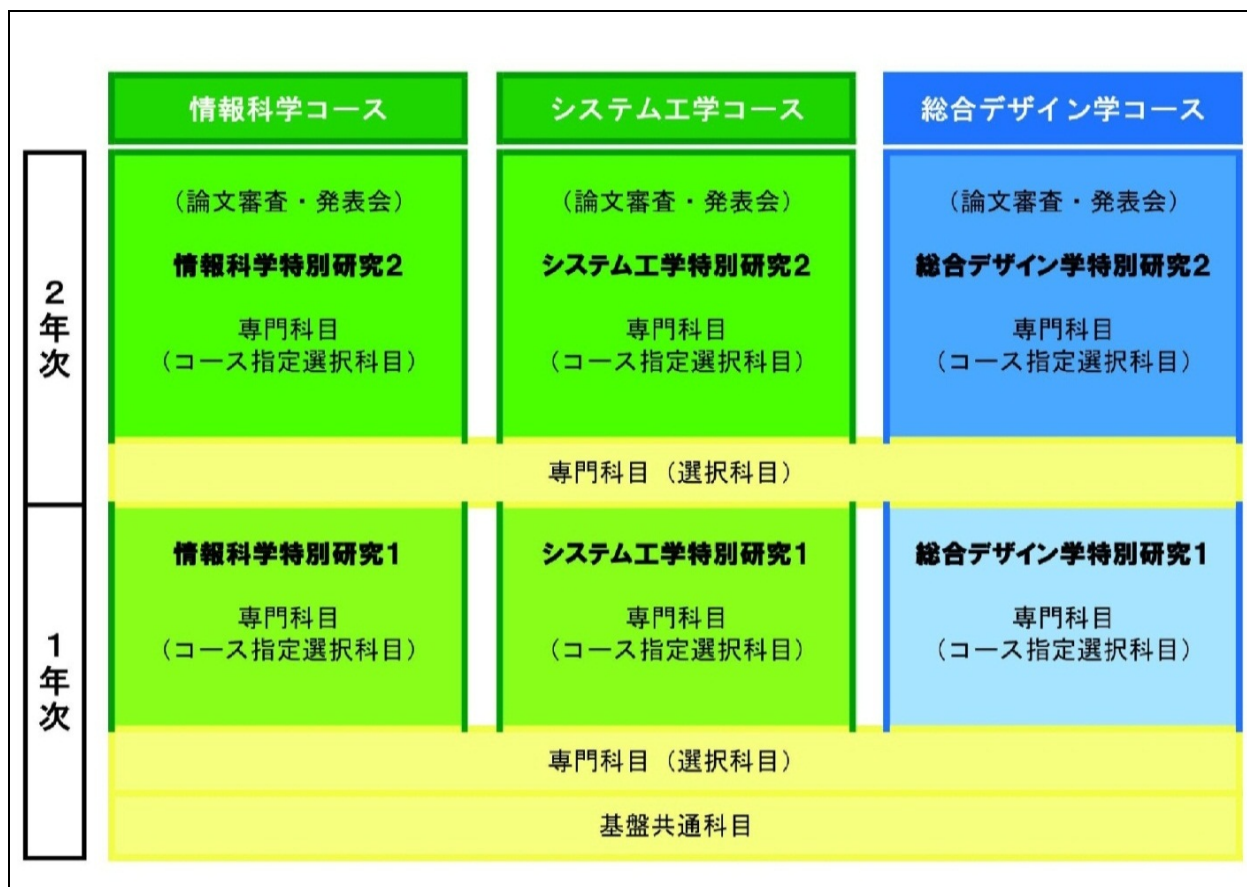 情報科学コース
システム工学コース
総合デザイン学コース
2年次
(論文審査・発表会)
情報科学特別研究2
専門科目
(コース指定選択科目)
(論文審査・発表会)
システム工学特別研究2
専門科目
(コース指定選択科目)
(論文審査・発表会)
総合デザイン学特別研究2
専門科目
(コース指定選択科目)
専門科目(選択科目)
1年次
情報科学特別研究1
専門科目
(コース指定選択科目)
システム工学特別研究1
専門科目
(コース指定選択科目)
総合デザイン学特別研究1
専門科目
(コース指定選択科目)
専門科目(選択科目)
基盤共通科目